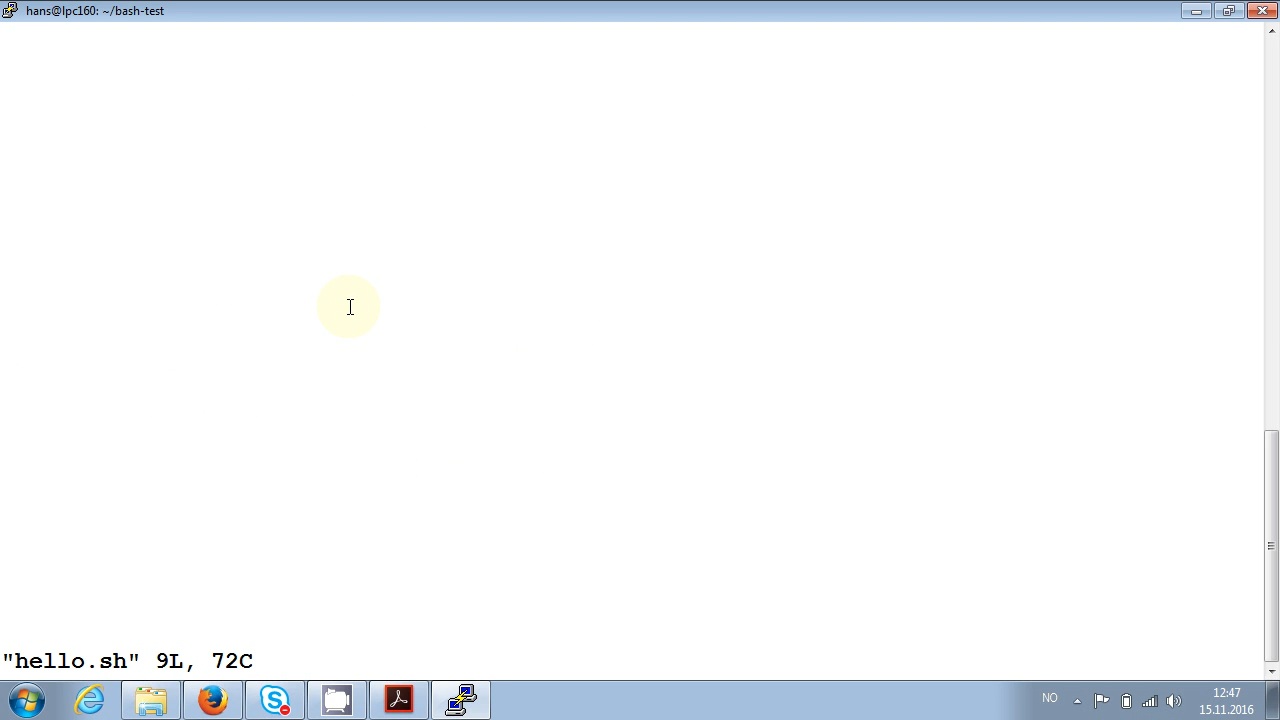 hans@lpc160: ~/bash-test
"hello.sh" 9L, 72C
NO
12:47
15.11.2016